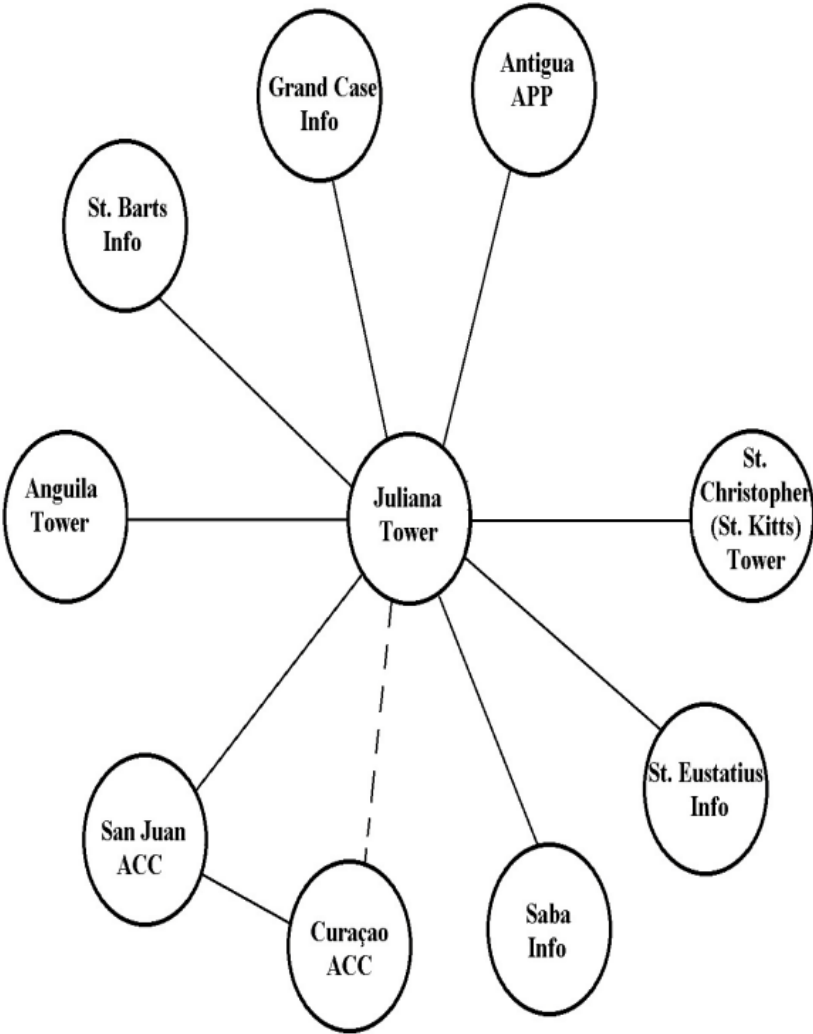 Grand Case
Info
Antigua
APP
St. Barts
Info
Anguila
Tower
Juliana
Tower
St.
Christopher
(St. Kitts)
Tower
St. Eustatius
Info
San Juan
ACC
Curaçao
ACC
Saba
Info